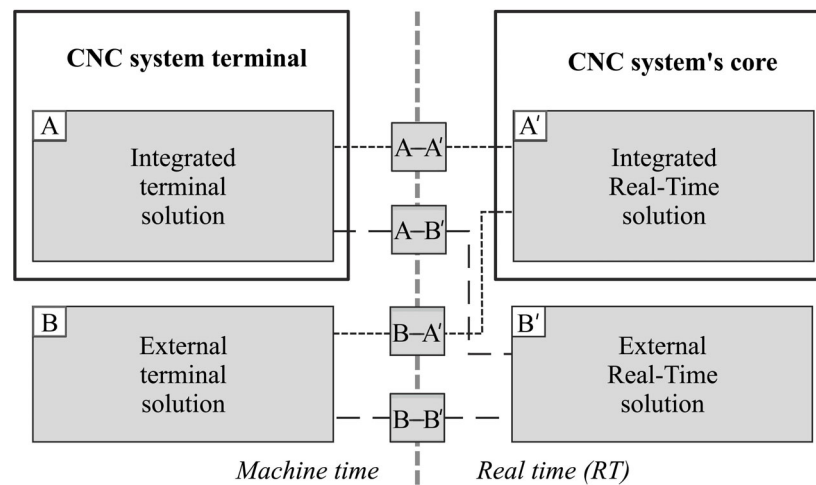 CNC system terminal
A
Integrated
terminal
solution
B
External
terminal
solution
A–A′
A–B′
B–A′
B–B′
CNC system's core
A′
Integrated
Real-Time
solution
B′
External
Real-Time
solution
Machine time
Real time (RT)